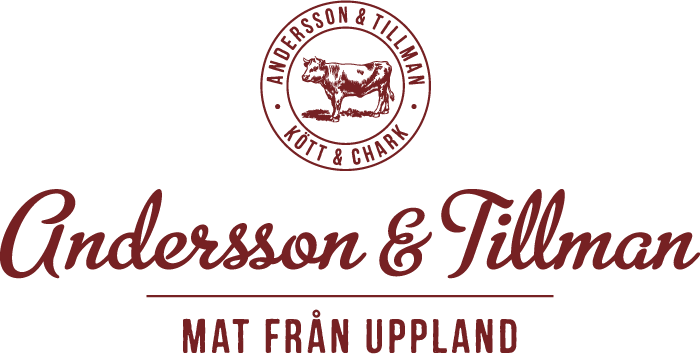 ANDERSSON & TILLMAN
KÖTT & CHARK
Andersson & Tillman
MAT FRÅN UPPLAND